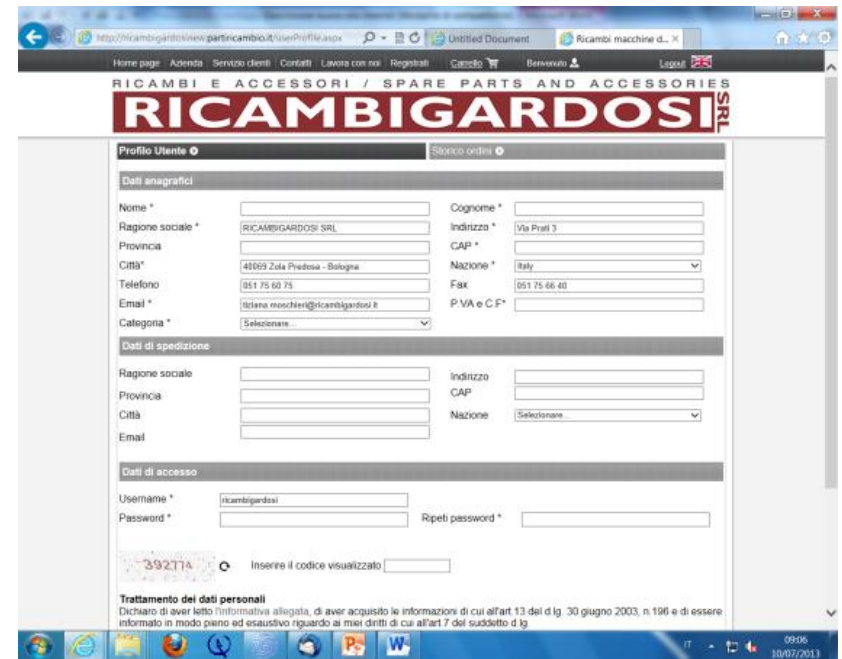 http://ricambigardosinew.partiricambio.it/userProfile.aspx
Untitled Document
Ricambi macchine d...
Home page Azienda Servizio clienti Contatti Lavora con noi Registrati Carrello Benvenuto Logout
RICAMBI E ACCESSORI / SPARE PARTS AND ACCESSORIES
RICAMBIGARDOSI SRL
Profilo Utente Storico ordini
Dati anagrafici
Nome * Cognome *
Ragione sociale * RICAMBIGARDOSI SRL Indirizzo * Via Prati 3
Provincia CAP *
Città* 40069 Zola Predosa - Bologna Nazione * Italy
Telefono 051 75 60 75 Fax 051 75 66 40
Email * tiziana.moschieri@ricambigardosi.it P.VA e C.F*
Categoria * Selezionare...
Dati di spedizione
Ragione sociale Indirizzo
Provincia CAP
Città Nazione Selezionare...
Email
Dati di accesso
Username * ricambigardosi
Password * Ripeti password *
392774 Inserire il codice visualizzato
Trattamento dei dati personali
Dichiaro di aver letto l'informativa allegata, di aver acquisito le informazioni di cui all'art.13 del d.lg. 30 giugno 2003, n.196 e di essere
informato in modo pieno ed esaustivo riguardo ai miei diritti di cui all'art.7 del suddetto d.lg.
IT
09:06
10/07/2013